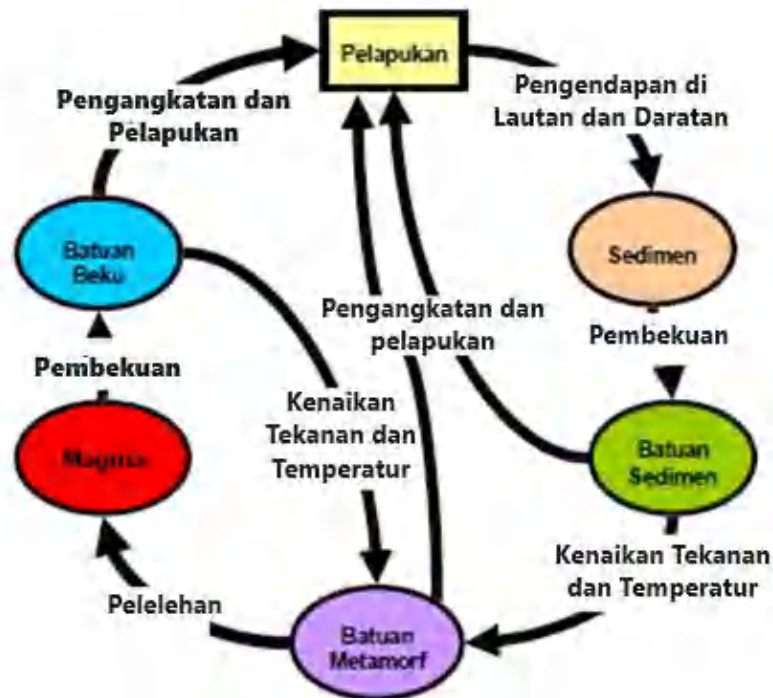 Pelapukan
Pengangkatan dan
Pelapukan
Pengendapan di
Lautan dan Daratan
Batuan
Beku
Sedimen
Pengangkatan dan
pelapukan
Pembekuan
Pembekuan
Kenaikan
Tekanan dan
Temperatur
Magma
Batuan
Sedimen
Kenaikan Tekanan
dan Temperatur
Pelelehan
Batuan
Metamorf